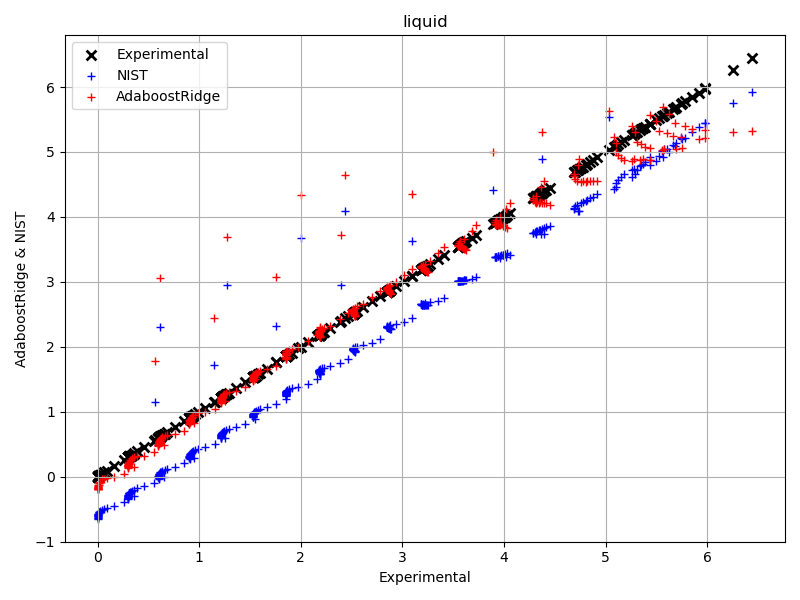 liquid
Experimental
NIST
AdaboostRidge
6
5
4
3
2
1
0
−1
AdaboostRidge & NIST
0 1 2 3 4 5 6
Experimental